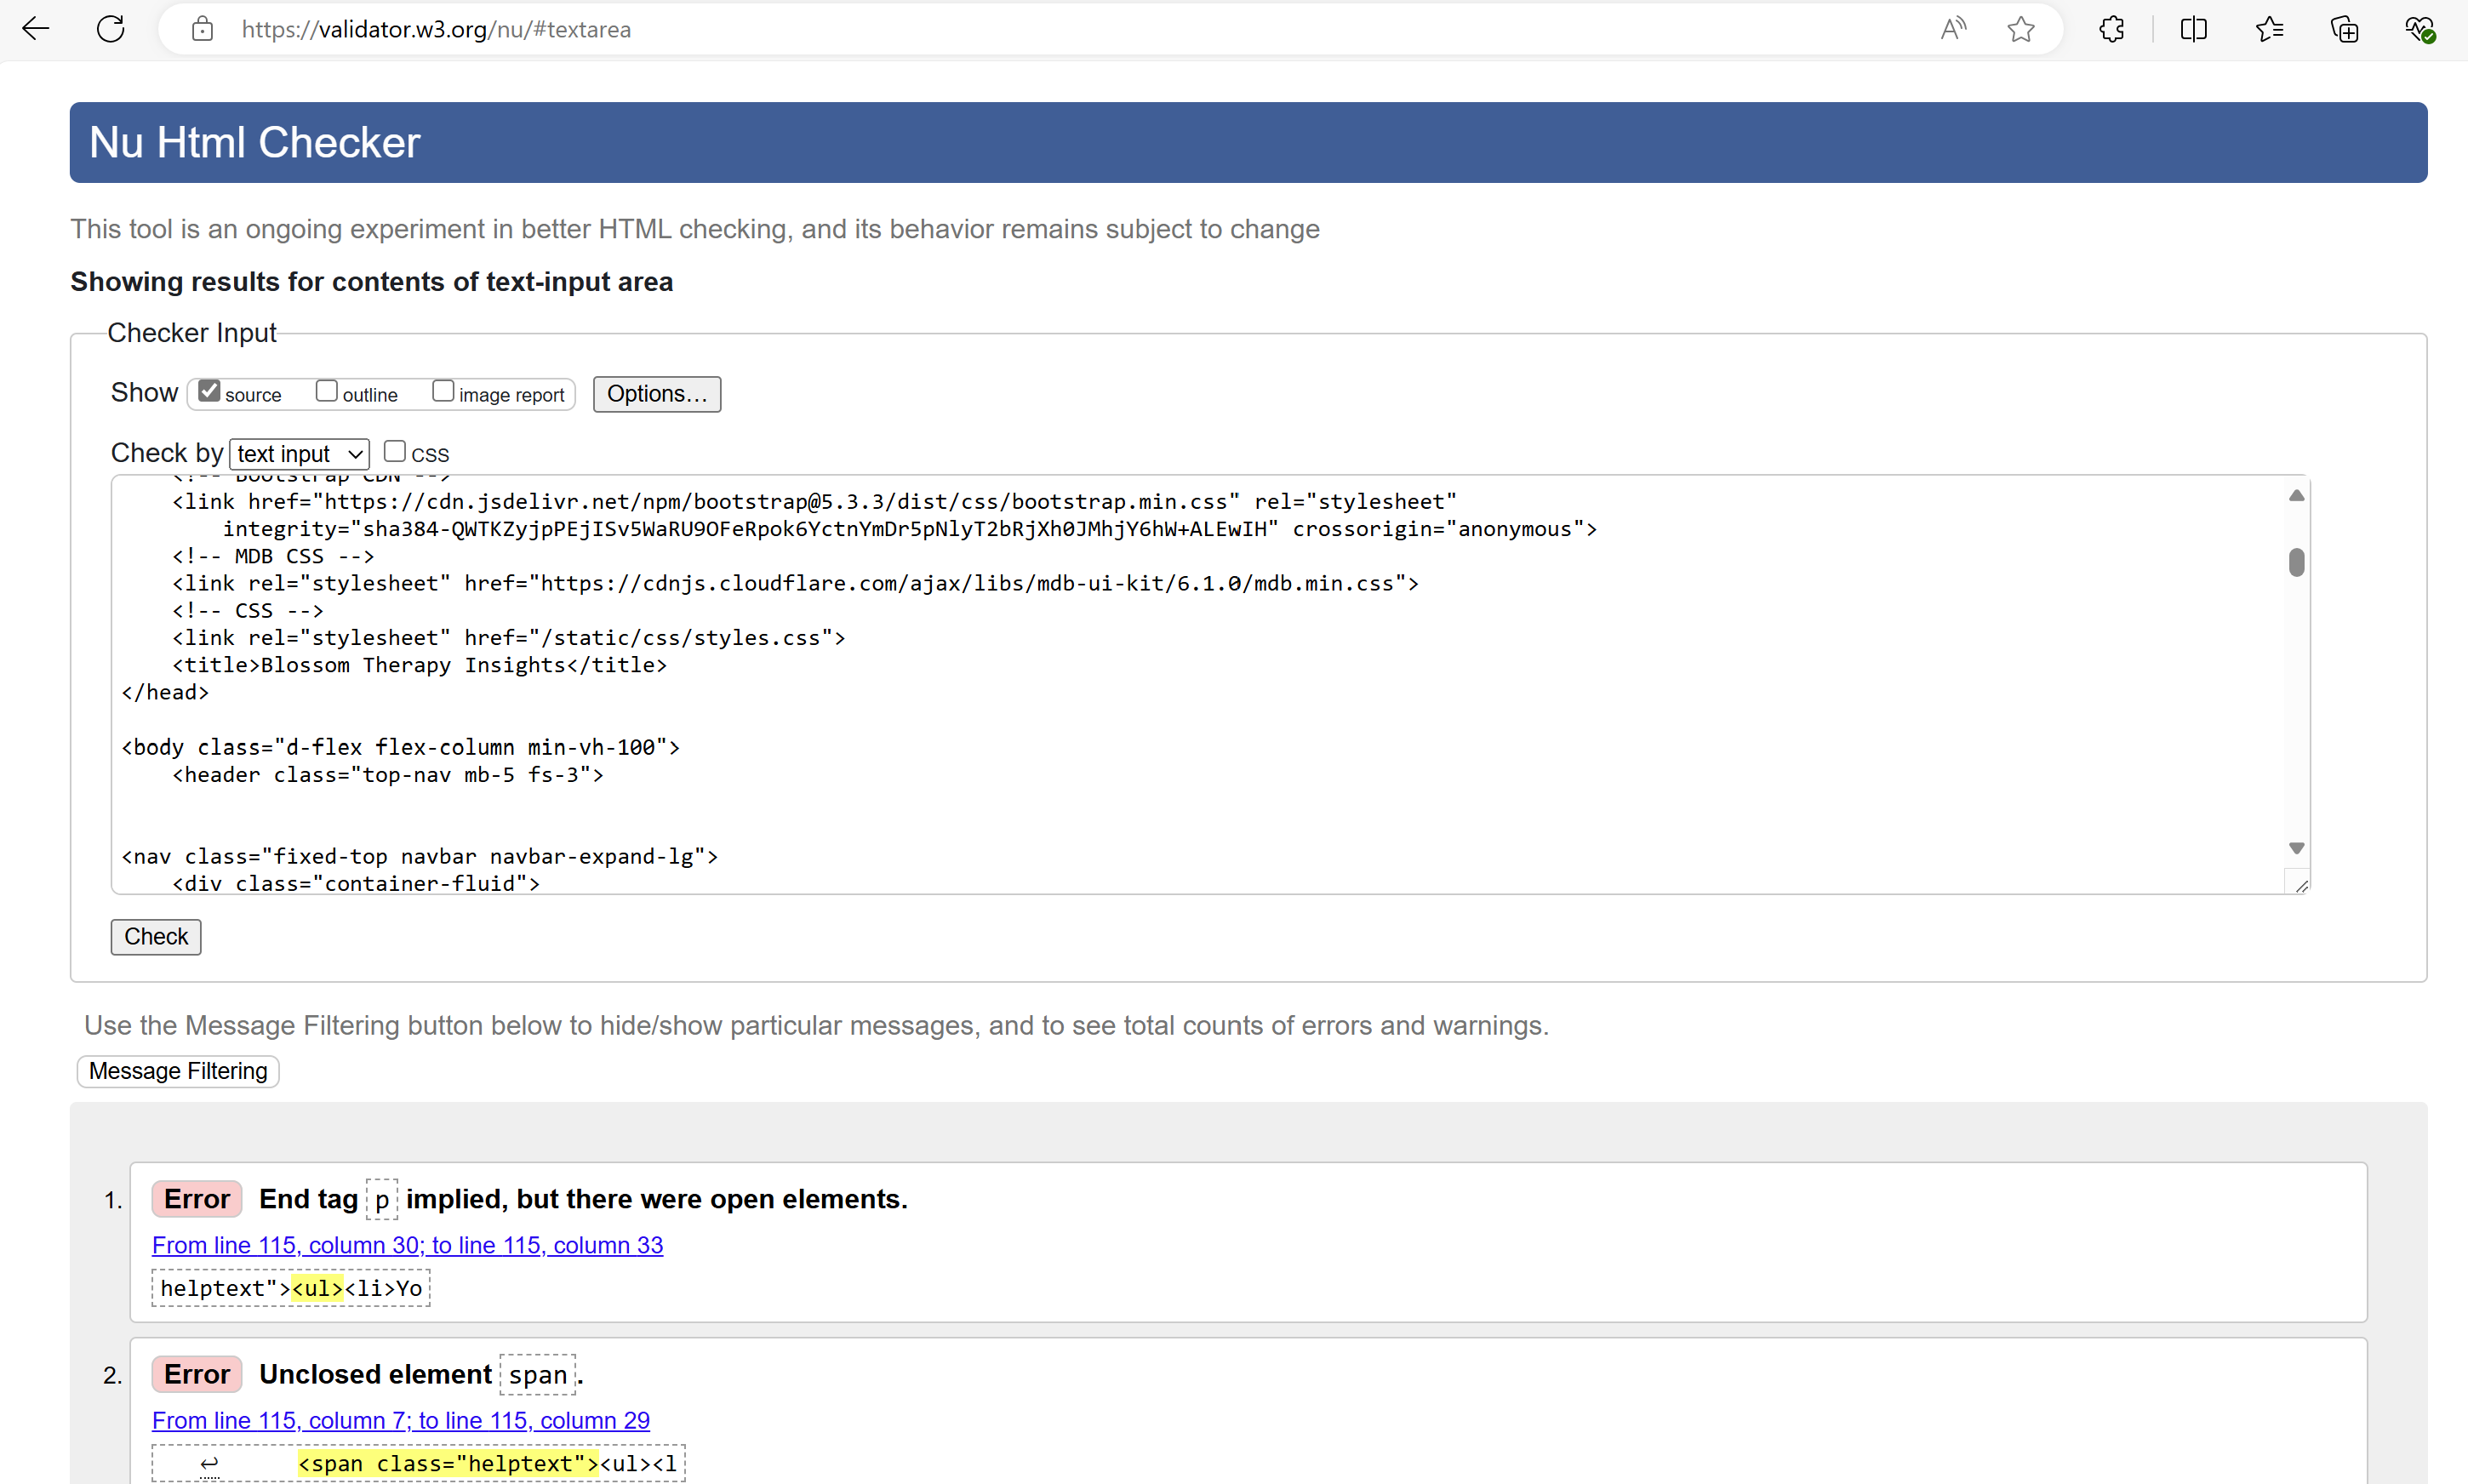 https://validator.w3.org/nu/#textarea
Nu Html Checker
This tool is an ongoing experiment in better HTML checking, and its behavior remains subject to change
Showing results for contents of text-input area
Checker Input
Show source outline image report Options...
Check by text input CSS
<!-- Bootstrap CDN -->
<link href="https://cdn.jsdelivr.net/npm/bootstrap@5.3.3/dist/css/bootstrap.min.css" rel="stylesheet"
integrity="sha384-QWTKZyjpPEjISv5WaRU9OFeRpok6YctnYmDr5pNlyT2bRjXh0JMhjY6hW+ALEwIH" crossorigin="anonymous">
<!-- MDB CSS -->
<link rel="stylesheet" href="https://cdnjs.cloudflare.com/ajax/libs/mdb-ui-kit/6.1.0/mdb.min.css">
<!-- CSS -->
<link rel="stylesheet" href="/static/css/styles.css">
<title>Blossom Therapy Insights</title>
</head>
<body class="d-flex flex-column min-vh-100">
<header class="top-nav mb-5 fs-3">
<nav class="fixed-top navbar navbar-expand-lg">
<div class="container-fluid">
Check
Use the Message Filtering button below to hide/show particular messages, and to see total counts of errors and warnings.
Message Filtering
1. Error End tag p implied, but there were open elements.
From line 115, column 30; to line 115, column 33
helptext"><ul><li>Yo
2. Error Unclosed element span.
From line 115, column 7; to line 115, column 29
↩ <span class="helptext"><ul><l